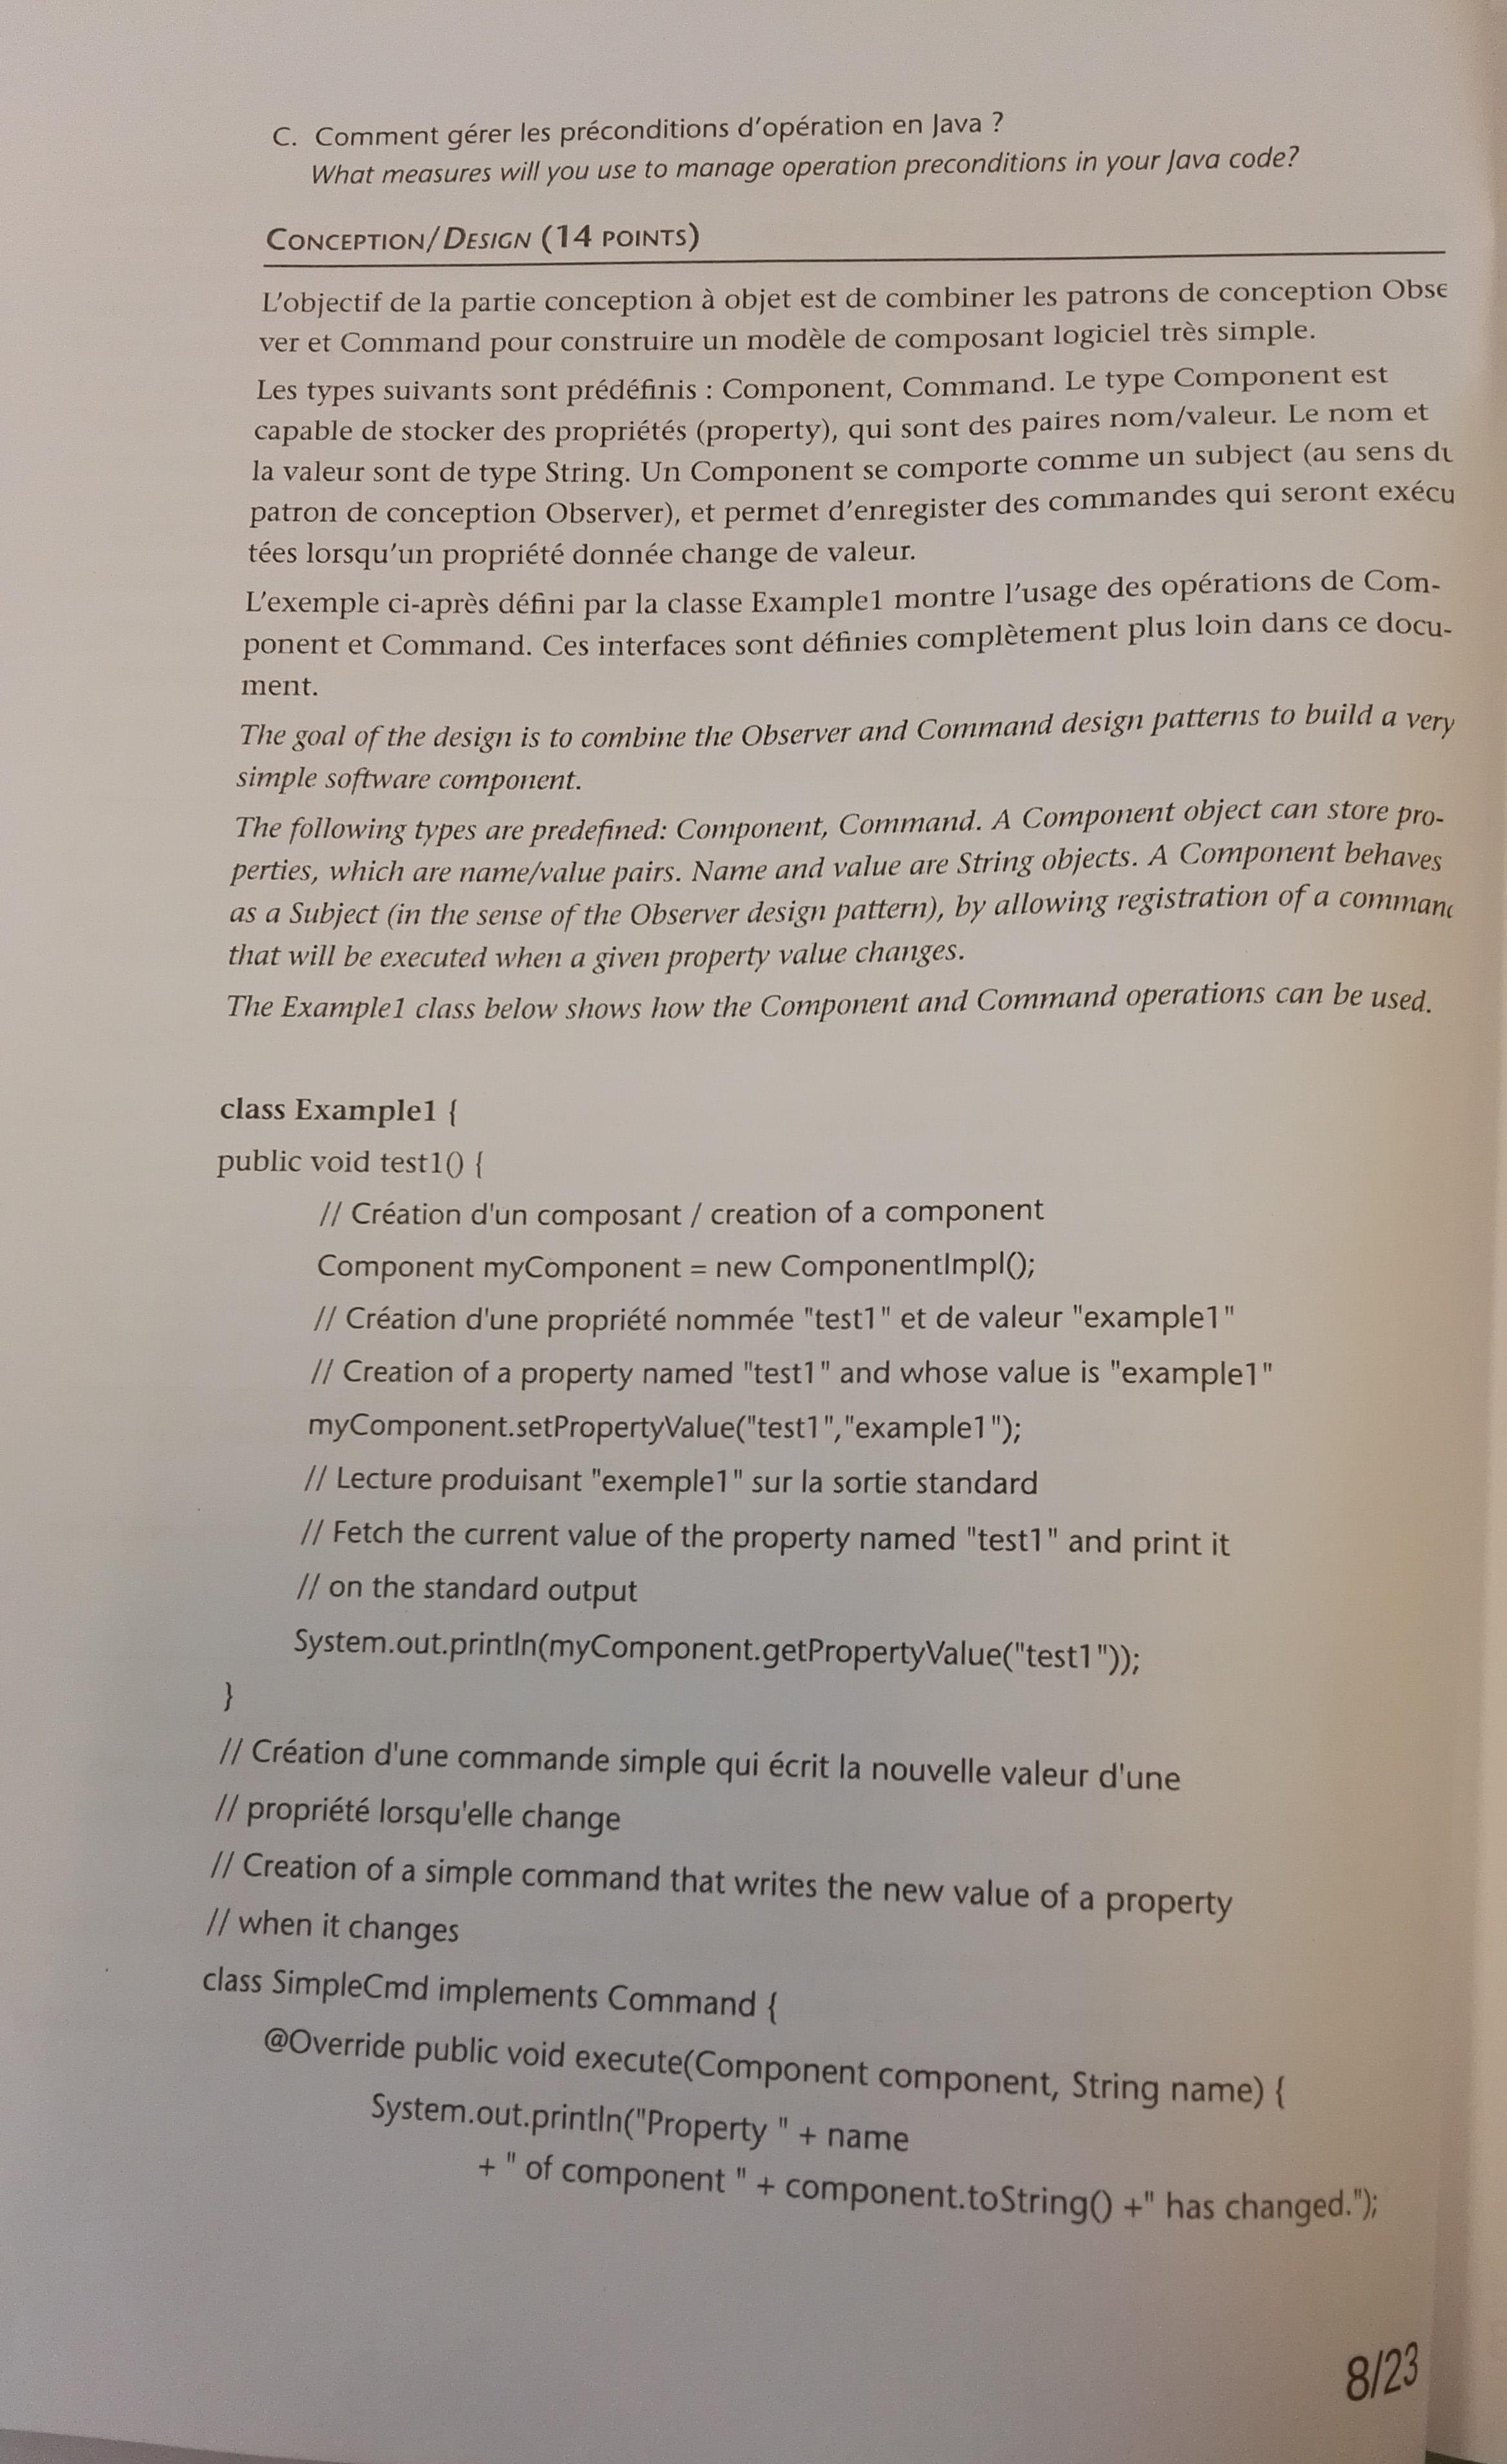 C. Comment gérer les préconditions d'opération en Java ?
What measures will you use to manage operation preconditions in your Java code?
CONCEPTION/DESIGN (14 POINTS)
L'objectif de la partie conception à objet est de combiner les patrons de conception Obse
ver et Command pour construire un modèle de composant logiciel très simple.
Les types suivants sont prédéfinis : Component, Command. Le type Component est
capable de stocker des propriétés (property), qui sont des paires nom/valeur. Le nom et
la valeur sont de type String. Un Component se comporte comme un subject (au sens du
patron de conception Observer), et permet d'enregister des commandes qui seront exécu
tées lorsqu'un propriété donnée change de valeur.
L'exemple ci-après défini par la classe Example1 montre l'usage des opérations de Com-
ponent et Command. Ces interfaces sont définies complètement plus loin dans ce docu-
ment.
The goal of the design is to combine the Observer and Command design patterns to build a very
simple software component.
The following types are predefined: Component, Command. A Component object can store pro-
perties, which are name/value pairs. Name and value are String objects. A Component behaves
as a Subject (in the sense of the Observer design pattern), by allowing registration of a command
that will be executed when a given property value changes.
The Example1 class below shows how the Component and Command operations can be used.
class Example1 {
public void test1() {
// Création d'un composant / creation of a component
Component myComponent = new ComponentImpl();
// Création d'une propriété nommée "test1" et de valeur "example1"
// Creation of a property named "test1" and whose value is "example1"
myComponent.setPropertyValue("test1","example1");
// Lecture produisant "exemple1" sur la sortie standard
// Fetch the current value of the property named "test1" and print it
// on the standard output
System.out.println(myComponent.getPropertyValue("test1"));
}
// Création d'une commande simple qui écrit la nouvelle valeur d'une
// propriété lorsqu'elle change
// Creation of a simple command that writes the new value of a property
// when it changes
class SimpleCmd implements Command {
@Override public void execute(Component component, String name) {
System.out.println("Property " + name
+ " of component " + component.toString() +" has changed.");
8/23